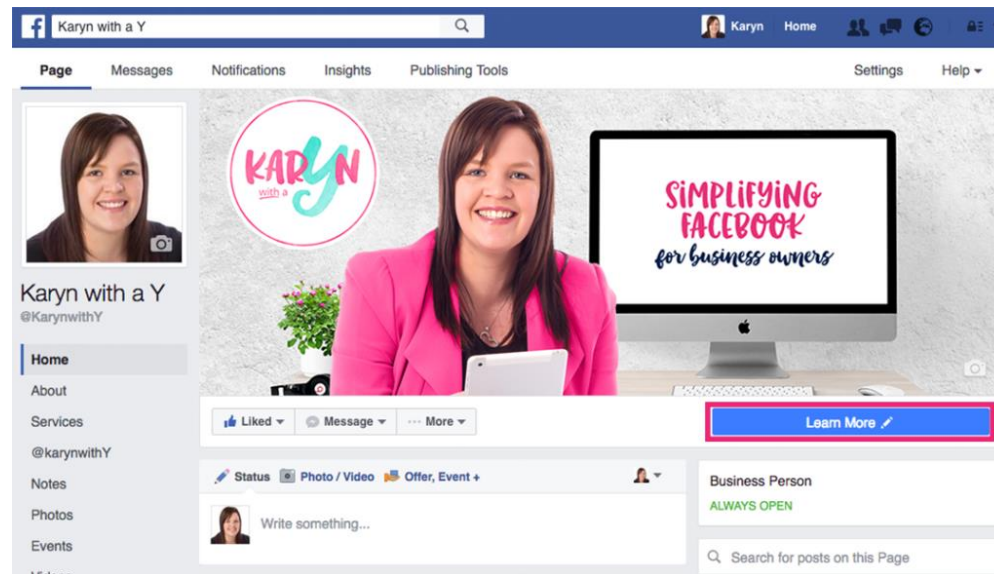 f Karyn with a Y Karyn Home
Page Messages Notifications Insights Publishing Tools Settings Help
KARYN
with a
SiMPLiFYiNG
FACEBOOK
for business owners
Karyn with a Y
@KarynwithY
Home
About
Services
@karynwithY
Notes
Photos
Events
Liked Message ... More
Learn More
Status Photo / Video Offer, Event +
Write something...
Business Person
ALWAYS OPEN
Search for posts on this Page